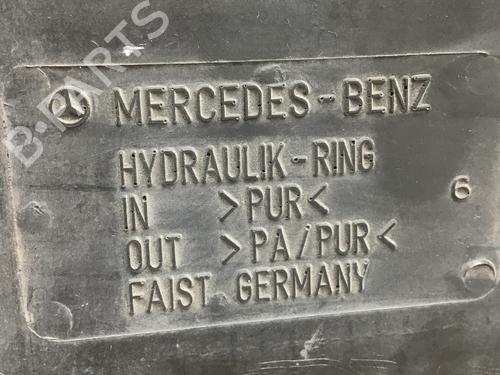 B-PARTS
MERCEDES-BENZ
HYDRAULIK-RING
IN >PUR< 6
OUT >PA/PUR<
FAIST GERMANY